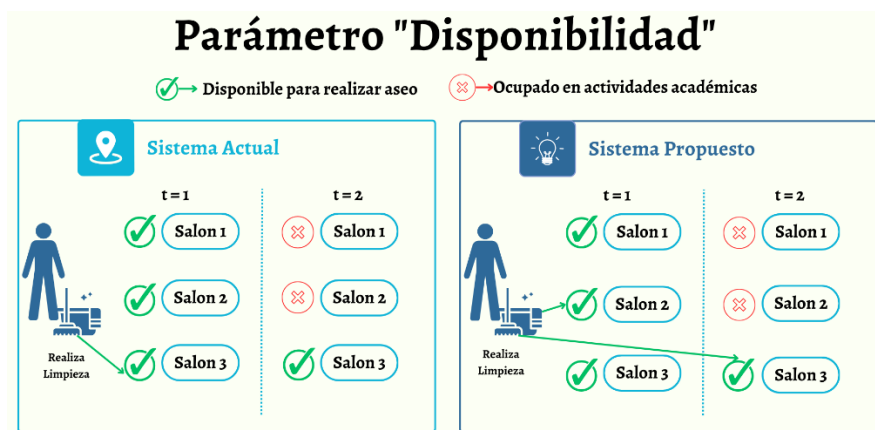 Parámetro "Disponibilidad"
Disponible para realizar aseo
Ocupado en actividades académicas
Sistema Actual
t = 1
t = 2
Salon 1
Salon 1
Salon 2
Salon 2
Realiza
Limpieza
Salon 3
Salon 3
Sistema Propuesto
t = 1
t = 2
Salon 1
Salon 1
Salon 2
Salon 2
Realiza
Limpieza
Salon 3
Salon 3